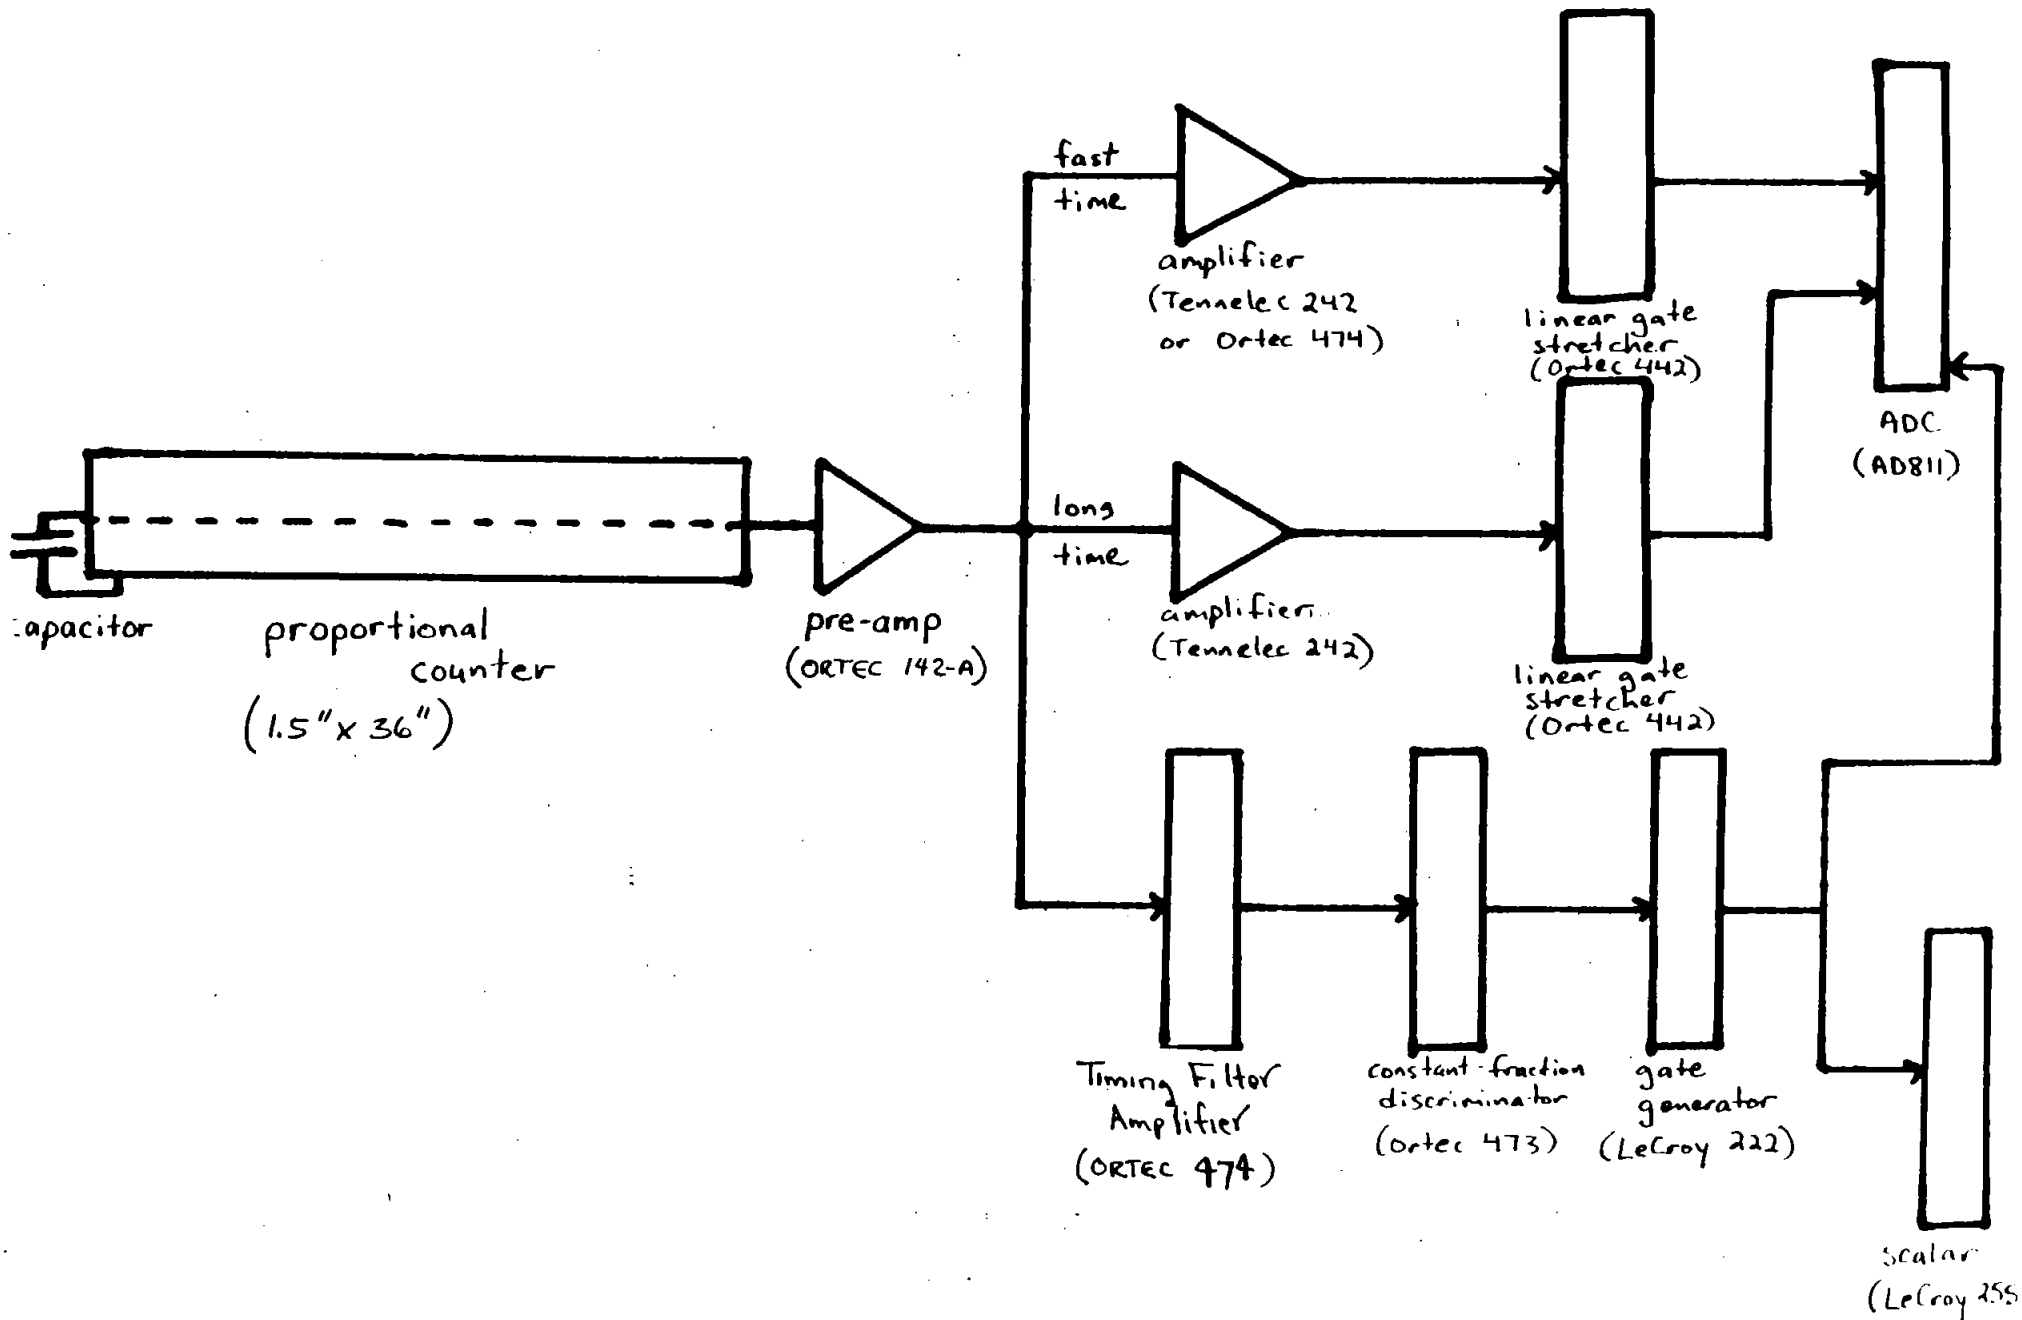 fast
time
amplifier
(Tennelec 242
or Ortec 474)
linear gate
stretcher
(Ortec 442)
ADC
(AD811)
long
time
apacitor
proportional
counter
(1.5" x 36")
pre-amp
(ORTEC 142-A)
amplifier
(Tennelec 242)
linear gate
stretcher
(Ortec 442)
Timing Filter
Amplifier
(ORTEC 474)
constant-fraction
discriminator
(Ortec 473)
gate
generator
(LeCroy 222)
scalar
(LeCroy 255